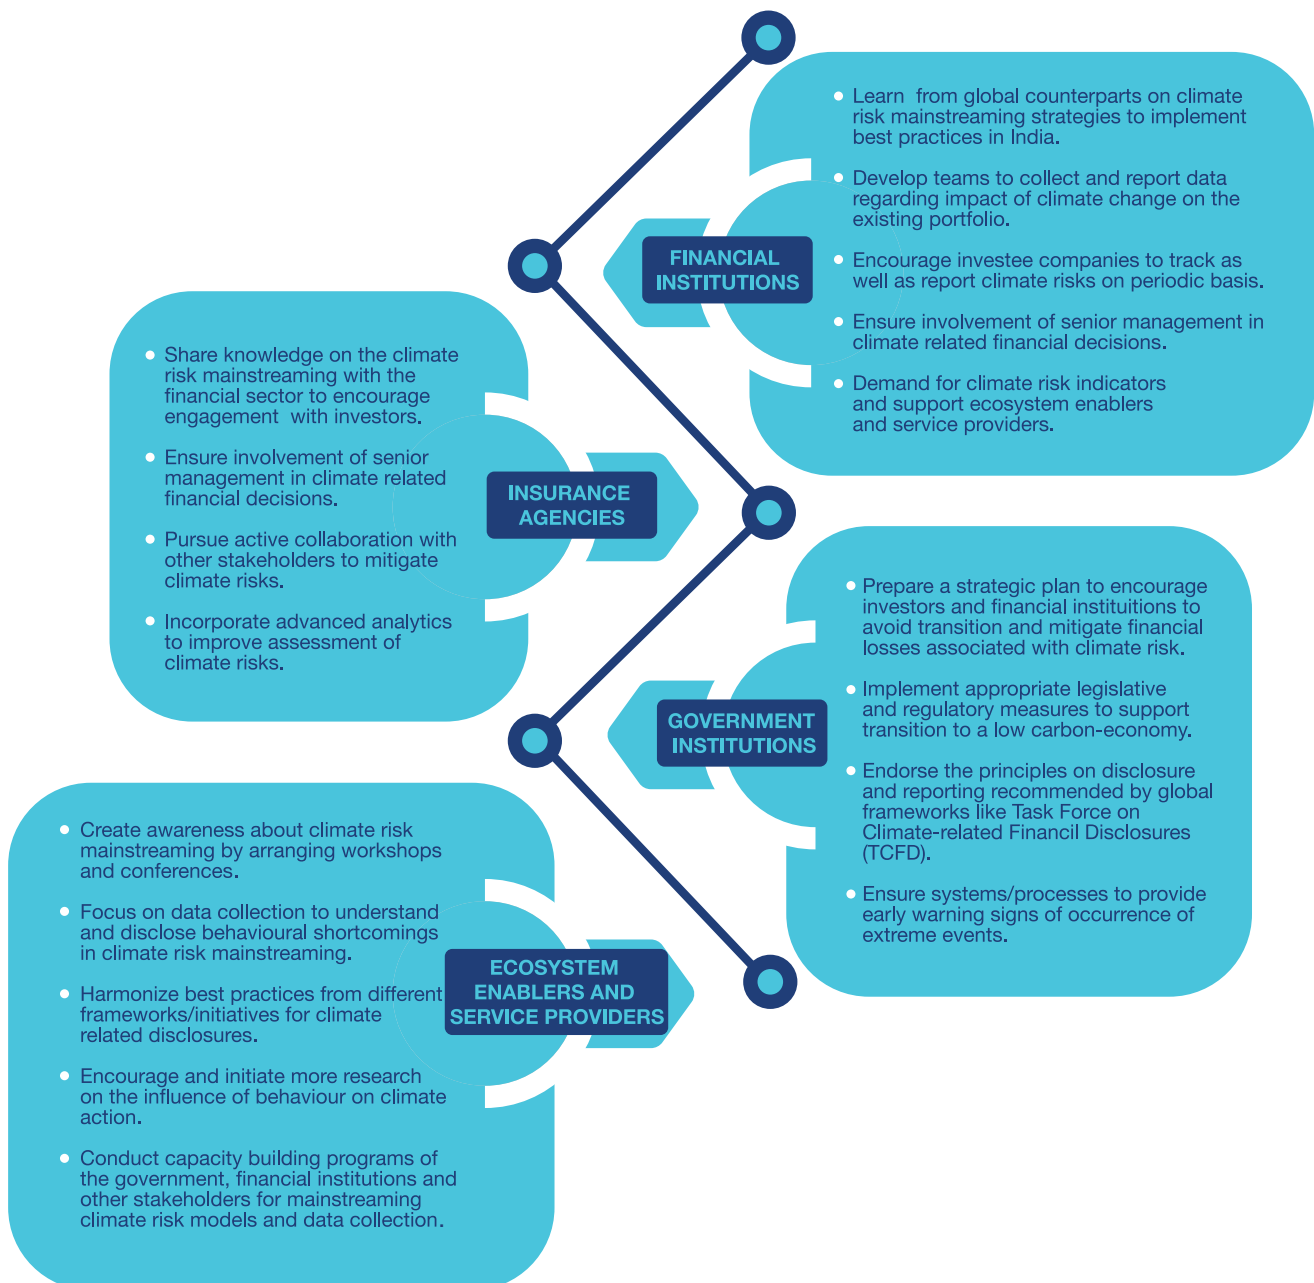 • Learn  from global counterparts on climate
risk mainstreaming strategies to implement
best practices in India.
• Develop teams to collect and report data
regarding impact of climate change on the
existing portfolio.
FINANCIAL
INSTITUTIONS
• Encourage investee companies to track as
well as report climate risks on periodic basis.
• Ensure involvement of senior management in
climate related financial decisions.
• Demand for climate risk indicators
and support ecosystem enablers
and service providers.
• Share knowledge on the climate
risk mainstreaming with the
financial sector to encourage
engagement  with investors.
• Ensure involvement of senior
management in climate related
financial decisions.
INSURANCE
AGENCIES
• Pursue active collaboration with
other stakeholders to mitigate
climate risks.
• Incorporate advanced analytics
to improve assessment of
climate risks.
• Prepare a strategic plan to encourage
investors and financial instituitions to
avoid transition and mitigate financial
losses associated with climate risk.
• Implement appropriate legislative
and regulatory measures to support
transition to a low carbon-economy.
GOVERNMENT
INSTITUTIONS
• Endorse the principles on disclosure
and reporting recommended by global
frameworks like Task Force on
Climate-related Financil Disclosures
(TCFD).
• Ensure systems/processes to provide
early warning signs of occurrence of
extreme events.
• Create awareness about climate risk
mainstreaming by arranging workshops
and conferences.
• Focus on data collection to understand
and disclose behavioural shortcomings
in climate risk mainstreaming.
ECOSYSTEM
ENABLERS AND
SERVICE PROVIDERS
• Harmonize best practices from different
frameworks/initiatives for climate
related disclosures.
• Encourage and initiate more research
on the influence of behaviour on climate
action.
• Conduct capacity building programs of
the government, financial institutions and
other stakeholders for mainstreaming
climate risk models and data collection.